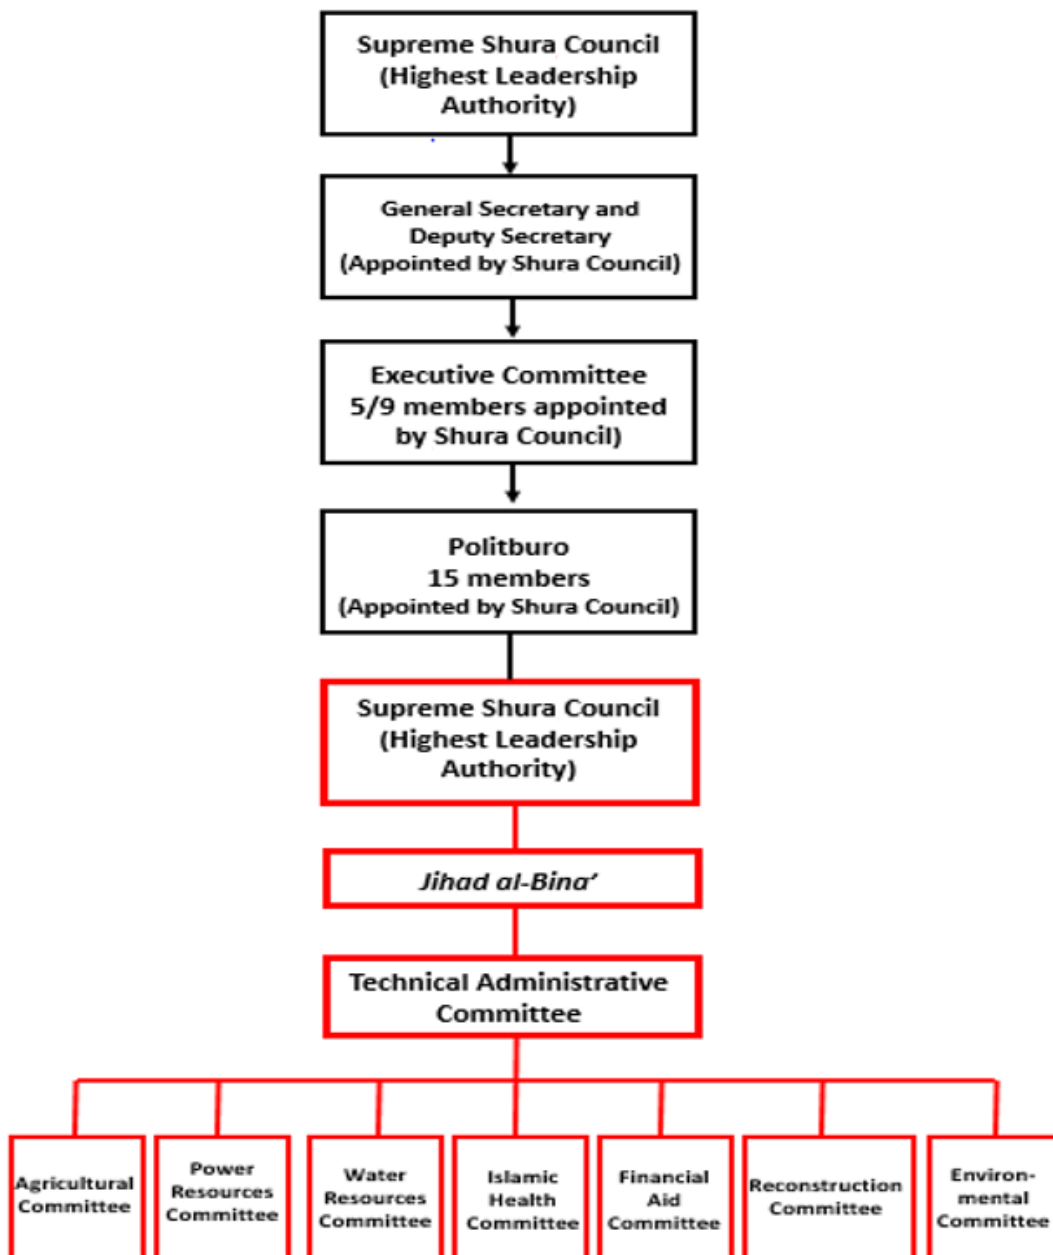 Supreme Shura Council
(Highest Leadership
Authority)
General Secretary and
Deputy Secretary
(Appointed by Shura Council)
Executive Committee
5/9 members appointed
by Shura Council)
Politburo
15 members
(Appointed by Shura Council)
Supreme Shura Council
(Highest Leadership
Authority)
Jihad al-Bina’
Technical Administrative
Committee
Agricultural
Committee
Power
Resources
Committee
Water
Resources
Committee
Islamic
Health
Committee
Financial
Aid
Committee
Reconstruction
Committee
Environ-
mental
Committee